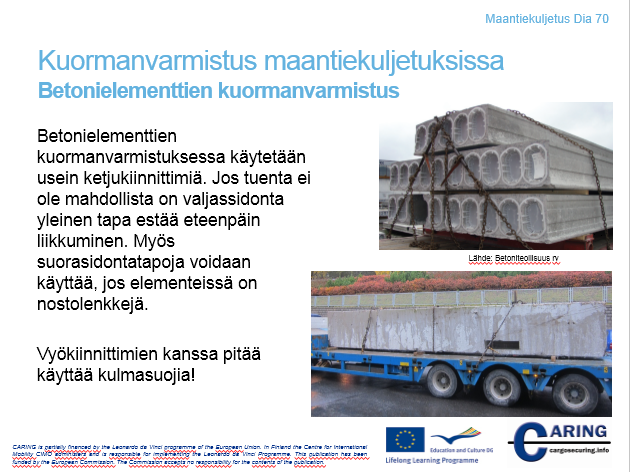 Maantiekuljetus Dia 70
Kuormanvarmistus maantiekuljetuksissa
Betonielementtien kuormanvarmistus
Betonielementtien
kuormanvarmistuksessa käytetään
usein ketjukiinnittimiä. Jos tuenta ei
ole mahdollista on valjassidonta
yleinen tapa estää eteenpäin
liikkuminen. Myös
suorasidontatapoja voidaan
käyttää, jos elementeissä on
nostolenkkejä.
Vyökiinnittimien kanssa pitää
käyttää kulmasuojia!
Lähde: Betoniteollisuus ry
CARING is partially financed by the Leonardo da Vinci programme of the European Union. In Finland the Centre for International
Mobility CIMO administers and is responsible for implementing the Leonardo da Vinci Programme. This publication has been
funded by the European Commission. The Commission accepts no responsibility for the contents of the publication.
Education and Culture DG
Lifelong Learning Programme
CARING
cargosecuring.info